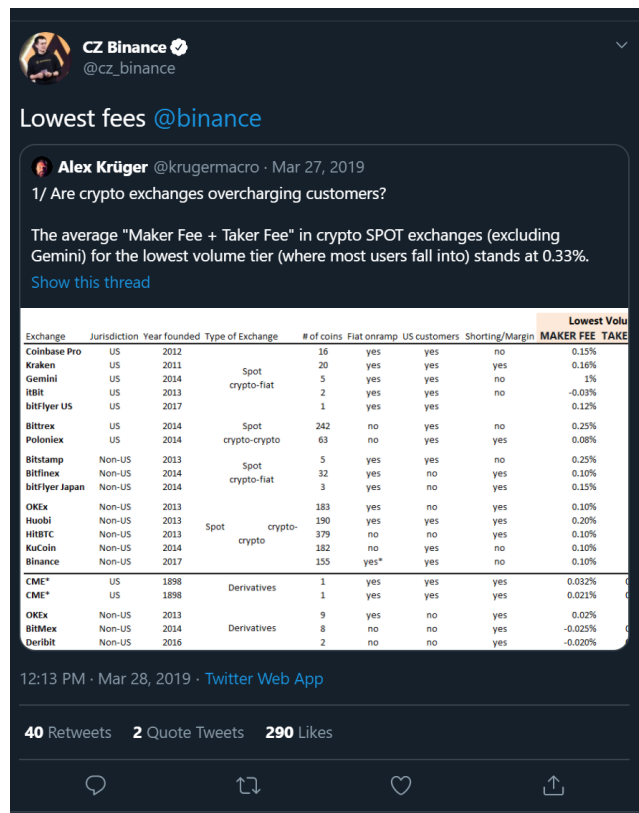 CZ Binance
@cz_binance
Lowest fees @binance
Alex Krüger @krugermacro · Mar 27, 2019
1/ Are crypto exchanges overcharging customers?
The average "Maker Fee + Taker Fee" in crypto SPOT exchanges (excluding
Gemini) for the lowest volume tier (where most users fall into) stands at 0.33%.
Show this thread
Lowest Volu
Exchange Jurisdiction Year founded Type of Exchange # of coins Fiat onramp US customers Shorting/Margin MAKER FEE TAKE
Coinbase Pro US 2012 16 yes yes no 0.15%
Kraken US 2011 20 yes yes yes 0.16%
Spot
Gemini US 2014 5 yes yes no 1%
crypto-fiat
itBit US 2013 2 yes yes no -0.03%
bitFlyer US 2017 1 yes yes 0.12%
Bittrex US 2014 Spot 242 no yes no 0.25%
Poloniex US 2014 crypto-crypto 63 no yes yes 0.08%
Bitstamp Non-US 2013 5 yes yes no 0.25%
Spot
Bitfinex Non-US 2014 32 yes no yes 0.10%
crypto-fiat
bitFlyer Japan Non-US 2014 3 yes no yes 0.15%
OKEx Non-US 2013 183 yes no yes 0.10%
Huobi Non-US 2013 190 yes yes yes 0.20%
Spot crypto-
HitBTC Non-US 2013 379 no no yes 0.10%
crypto
KuCoin Non-US 2014 182 no yes no 0.10%
Binance Non-US 2017 155 yes* yes no 0.10%
CME* US 1898 1 yes yes yes 0.032%
Derivatives
CME* US 1898 1 yes yes yes 0.021%
OKEx Non-US 2013 9 yes no yes 0.02%
BitMex Non-US 2014 Derivatives 8 no no yes -0.025%
Deribit Non-US 2016 2 no no yes -0.020%
12:13 PM · Mar 28, 2019 · Twitter Web App
40 Retweets 2 Quote Tweets 290 Likes